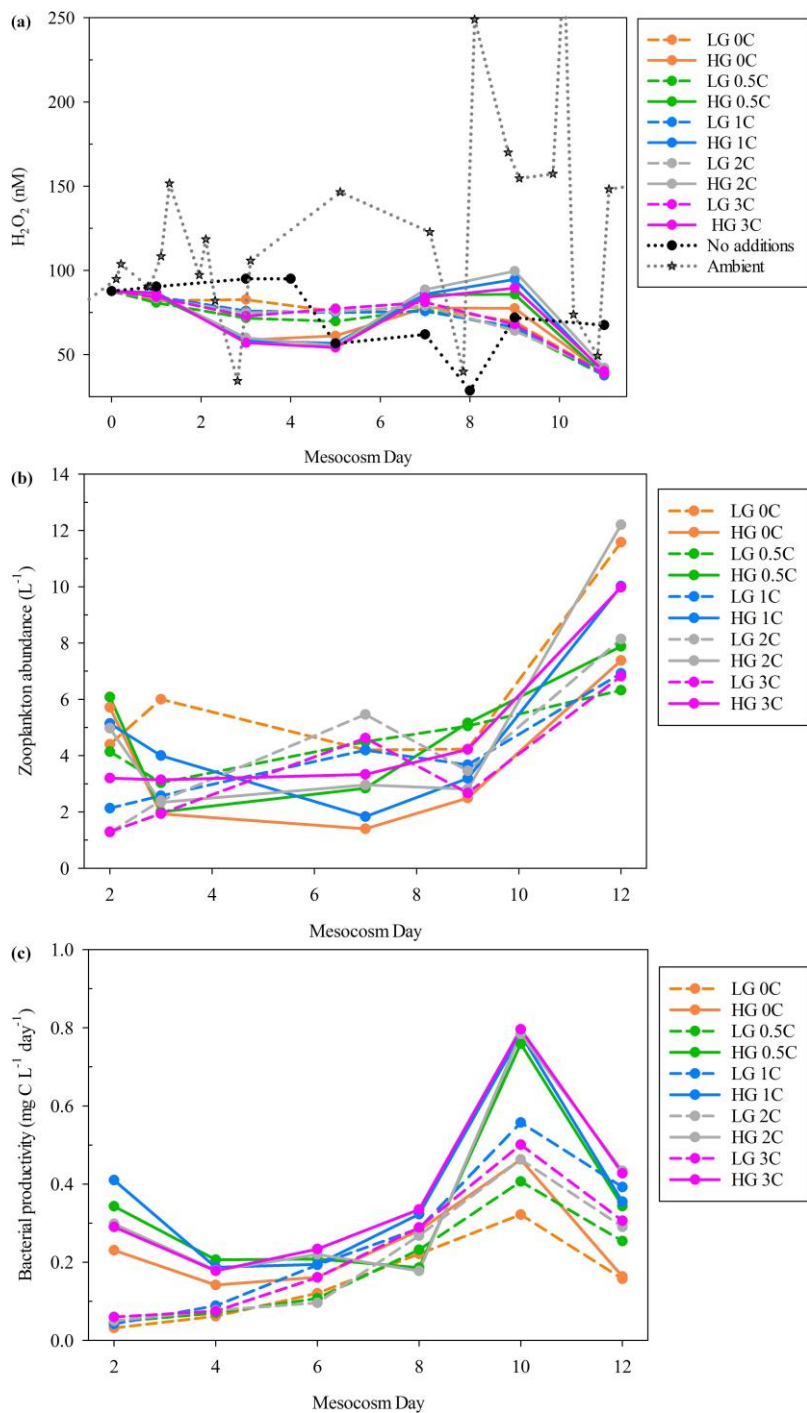 (a)
250
200
150
100
50
H₂O₂ (nM)
0 2 4 6 8 10
Mesocosm Day
LG 0C
HG 0C
LG 0.5C
HG 0.5C
LG 1C
HG 1C
LG 2C
HG 2C
LG 3C
HG 3C
No additions
Ambient
(b)
14
12
10
8
6
4
2
0
Zooplankton abundance (L⁻¹)
2 4 6 8 10 12
Mesocosm Day
LG 0C
HG 0C
LG 0.5C
HG 0.5C
LG 1C
HG 1C
LG 2C
HG 2C
LG 3C
HG 3C
(c)
1.0
0.8
0.6
0.4
0.2
0.0
Bacterial productivity (mg C L⁻¹ day⁻¹)
2 4 6 8 10 12
Mesocosm Day
LG 0C
HG 0C
LG 0.5C
HG 0.5C
LG 1C
HG 1C
LG 2C
HG 2C
LG 3C
HG 3C